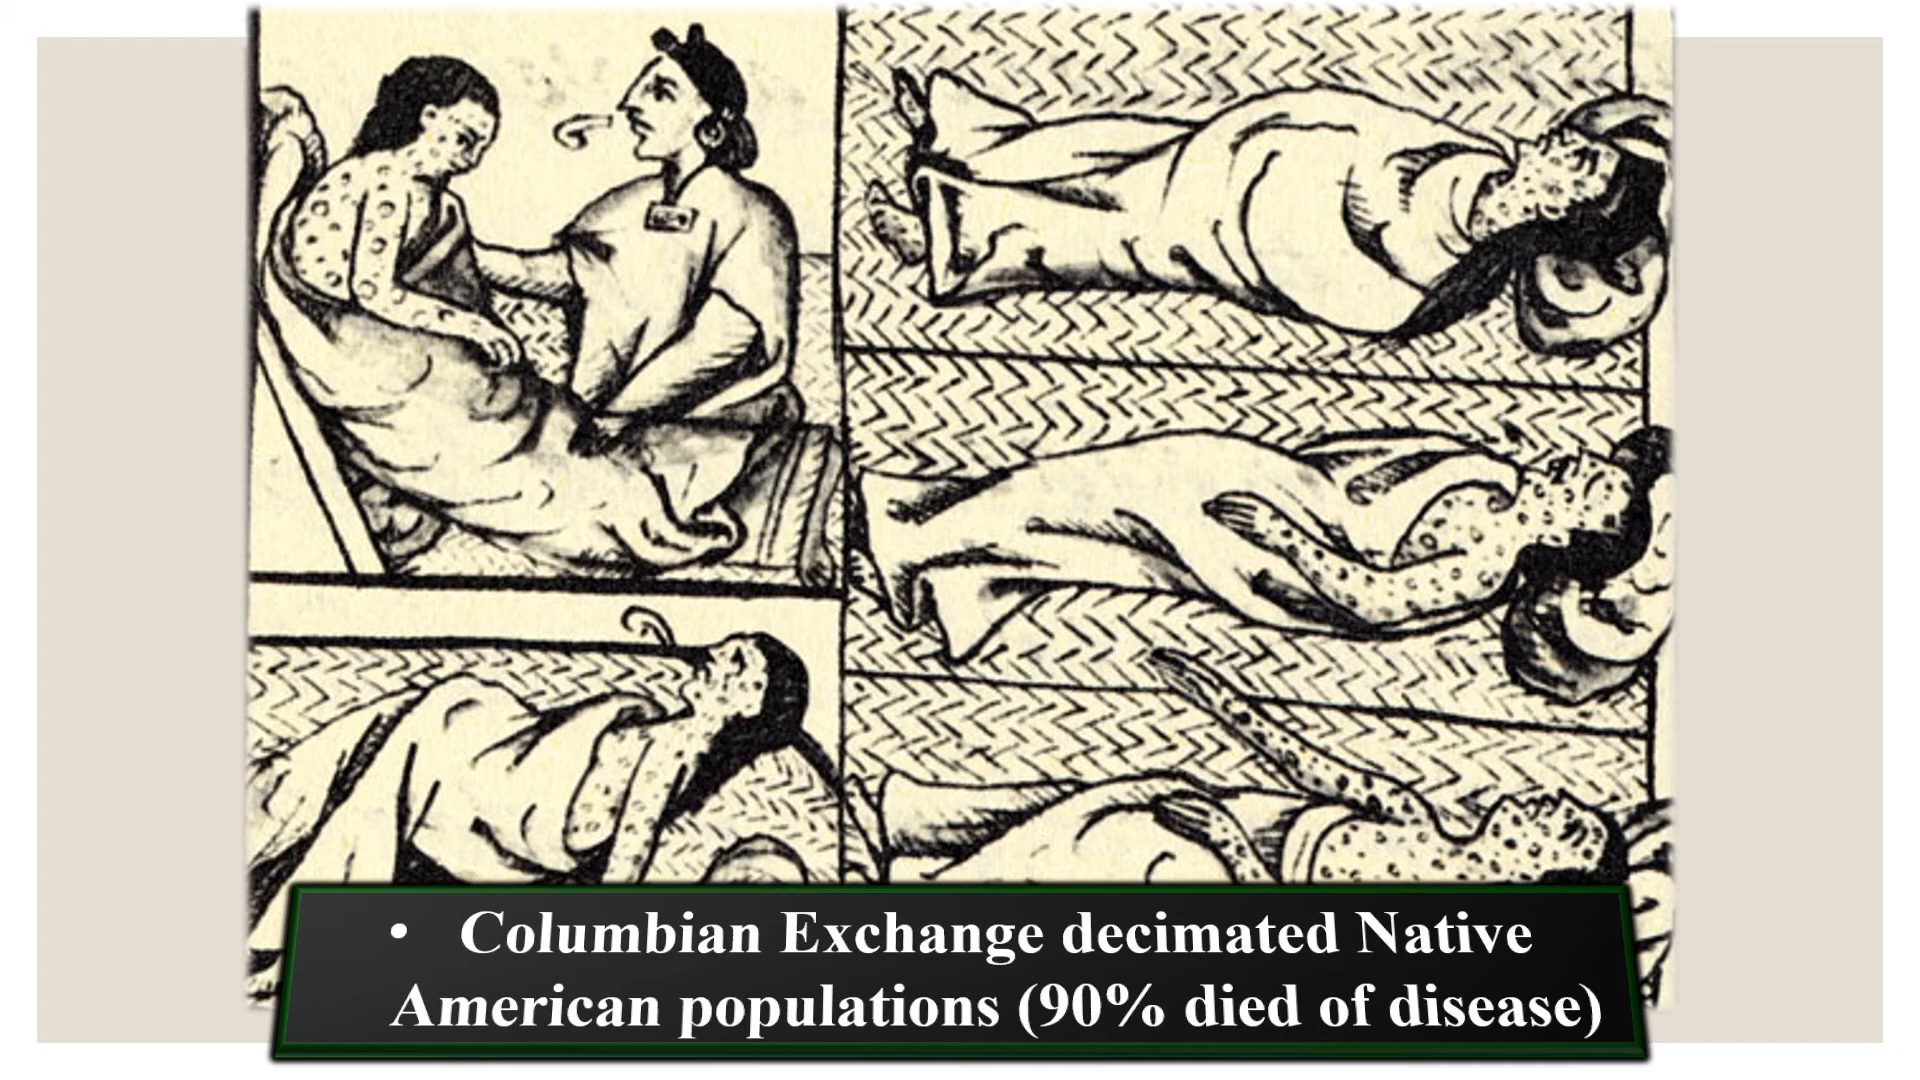 • Columbian Exchange decimated Native
American populations (90% died of disease)